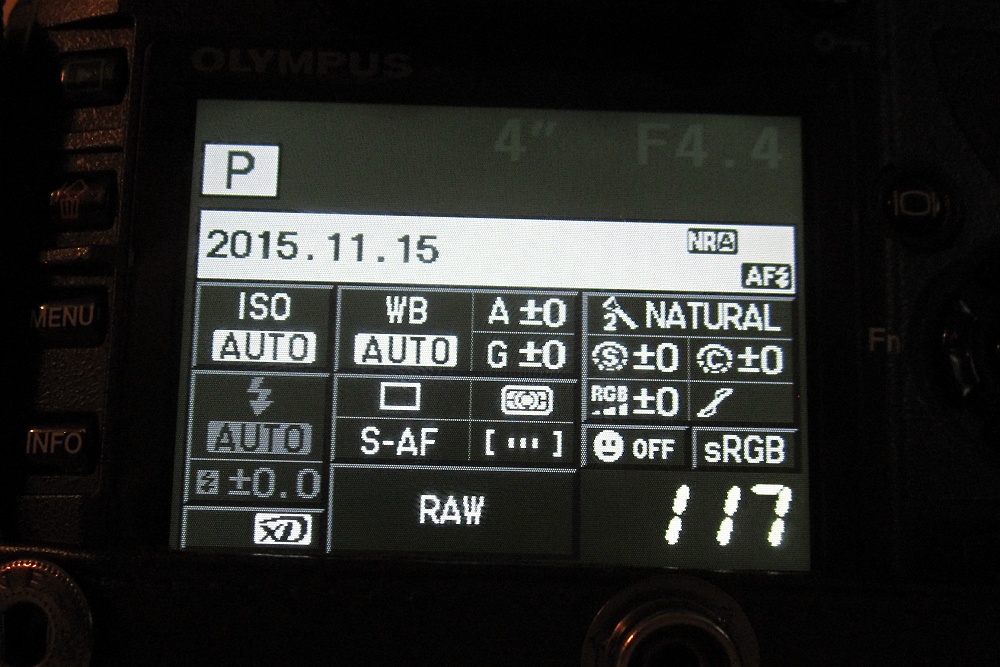 OLYMPUS
4" F4.4
P
2015.11.15 NR
AF
ISO WB A ±0 2 NATURAL
AUTO AUTO G ±0 S ±0 C ±0
RGB ±0
AUTO S-AF [ ··· ] OFF sRGB
±0.0 RAW 117
xD
MENU
INFO
Fn